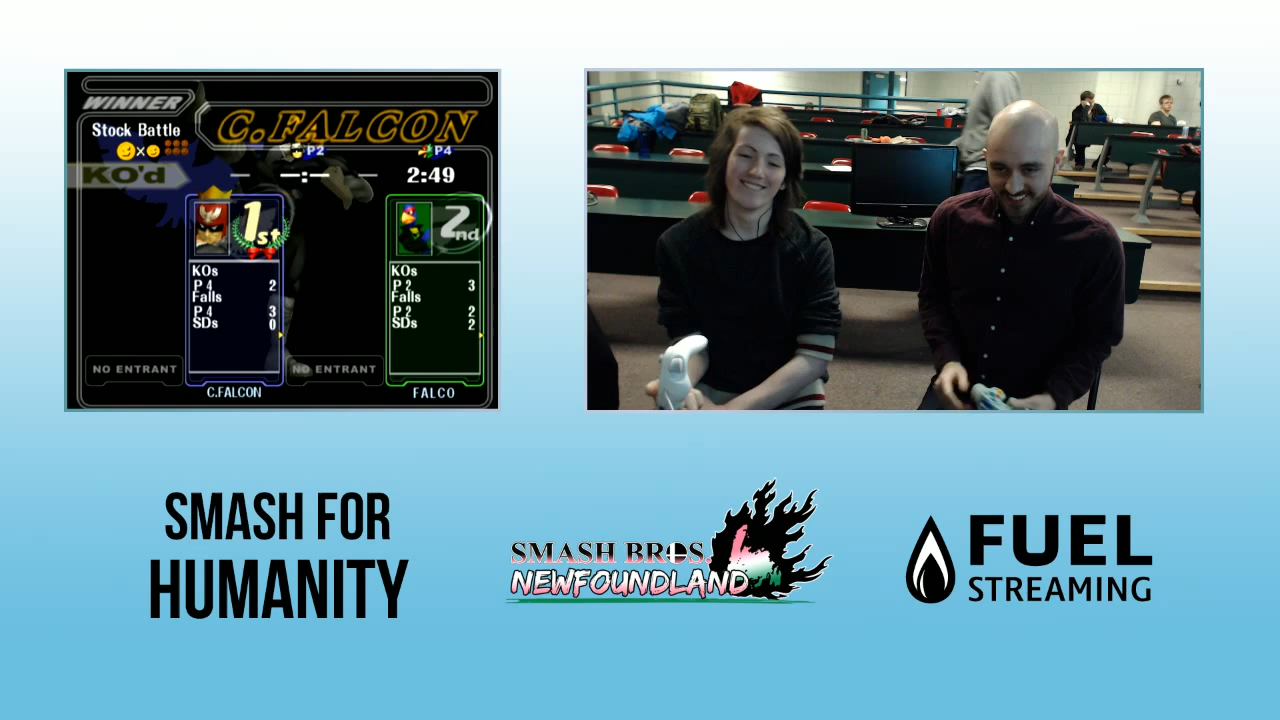 WINNER
C.FALCON
Stock Battle
P2
P4
KO'd
2:49
1st
2nd
KOs
P 4 2
Falls
P 4 3
SDs 0
KOs
P 2 3
Falls
P 2 2
SDs 2
NO ENTRANT
NO ENTRANT
C.FALCON
FALCO
SMASH FOR
HUMANITY
SMASH BROS.
NEWFOUNDLAND
FUEL
STREAMING